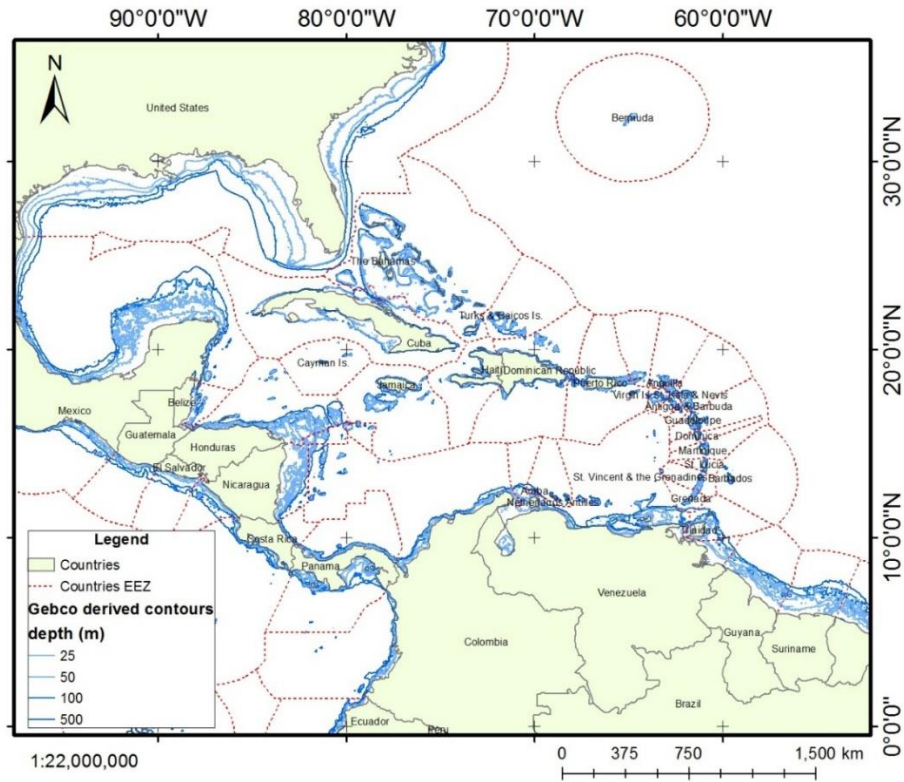 90°0'0"W 80°0'0"W 70°0'0"W 60°0'0"W
N
United States
Bermuda
30°0'0"N
The Bahamas
Turks & Caicos Is.
20°0'0"N
Cuba
Cayman Is.
Haiti
Dominican Republic
Jamaica
Puerto Rico
Anguilla
Virgin Is.
St. Kitts & Nevis
Antigua & Barbuda
Mexico
Belize
Guadeloupe
Guatemala
Dominica
Honduras
Martinique
El Salvador
St. Lucia
Nicaragua
St. Vincent & the Grenadines
Barbados
Aruba
Netherlands Antilles
Grenada
Costa Rica
Trinidad
10°0'0"N
Panama
Venezuela
Colombia
Guyana
Suriname
Brazil
Ecuador
Peru
0°0'0"
Legend
Countries
Countries EEZ
Gebco derived contours
depth (m)
25
50
100
500
1:22,000,000
0 375 750 1,500 km